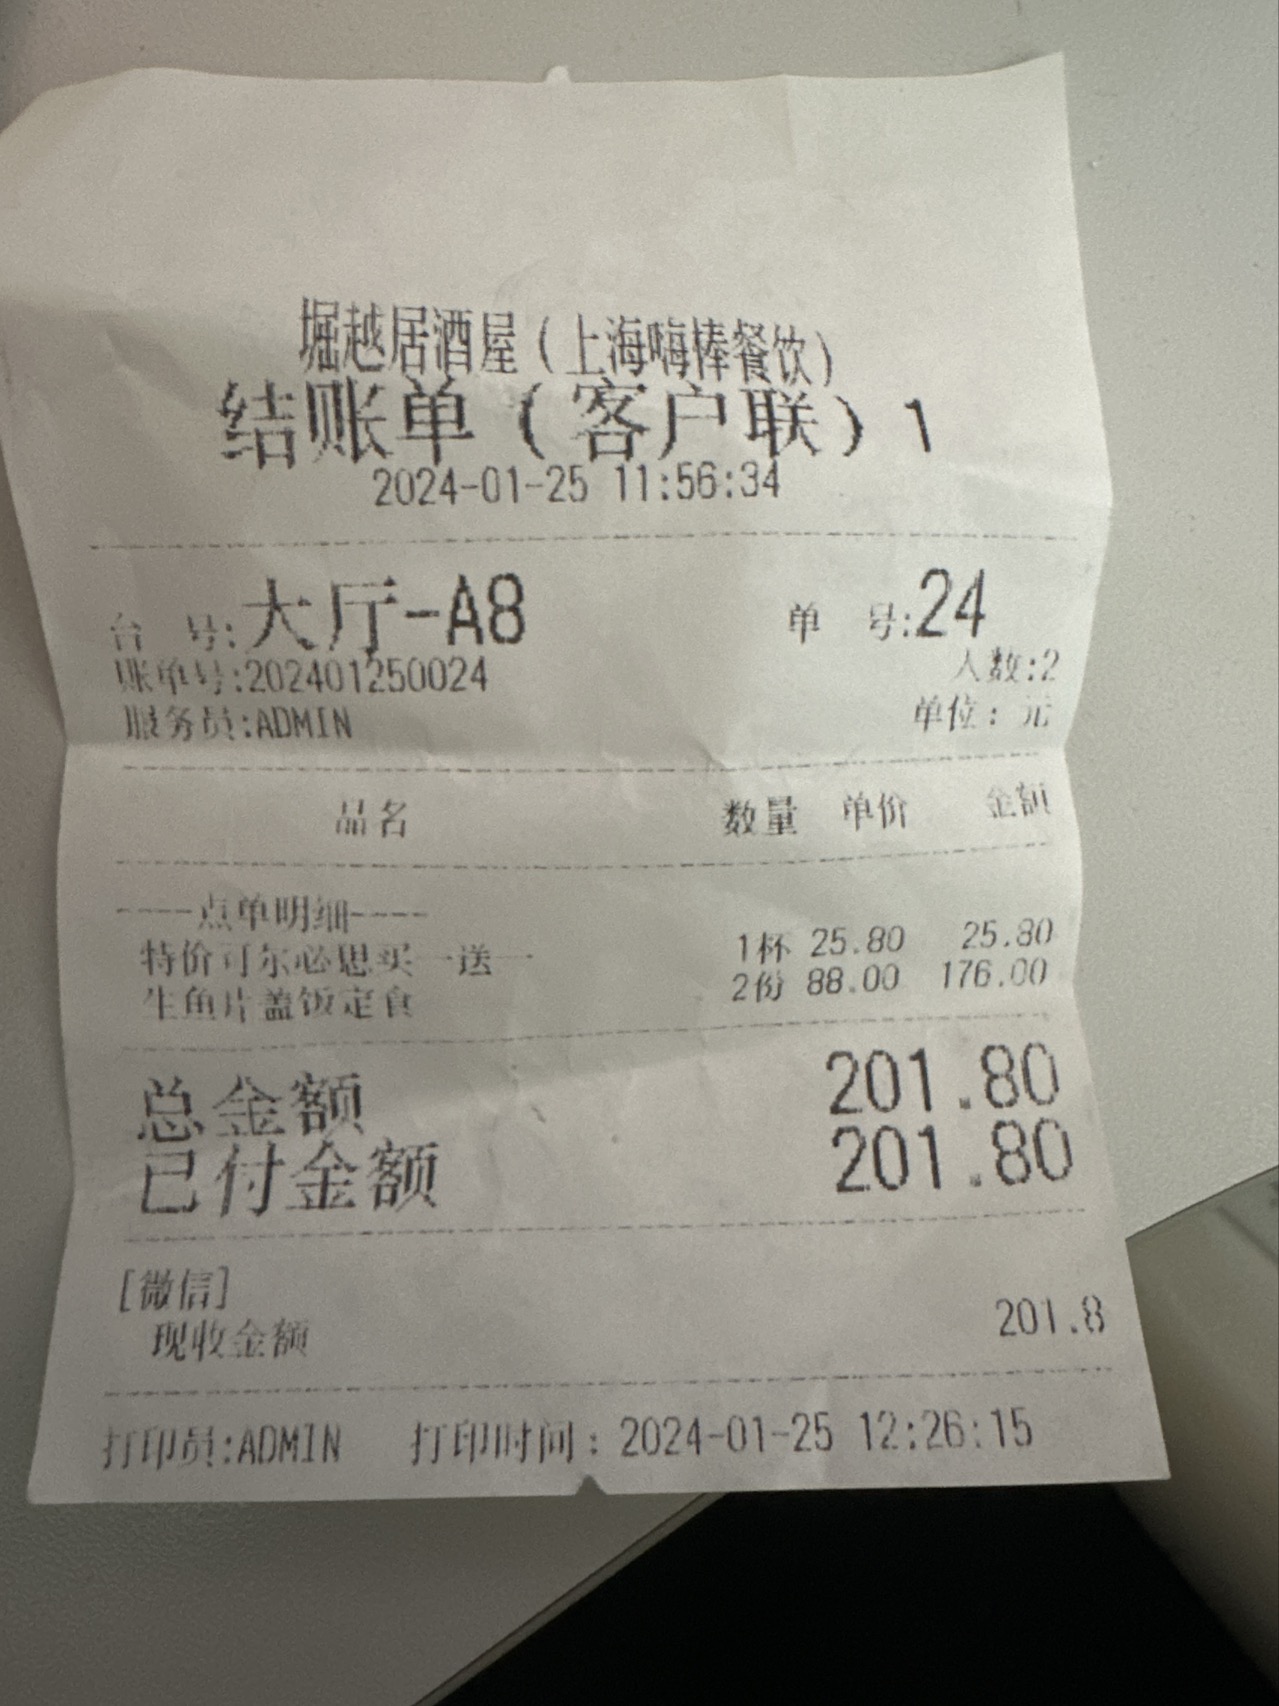 堀越居酒屋(上海嗨棒餐饮)
结账单(客户联)1
2024-01-25 11:56:34
台 号:大厅-A8 单 号:24
账单号:202401250024 人数:2
服务员:ADMIN 单位: 元
品名 数量 单价 金额
----点单明细----
特价可尔必思买一送一 1杯 25.80 25.80
生鱼片盖饭定食 2份 88.00 176.00
总金额 201.80
已付金额 201.80
[微信]
现收金额 201.8
打印员:ADMIN 打印时间: 2024-01-25 12:26:15